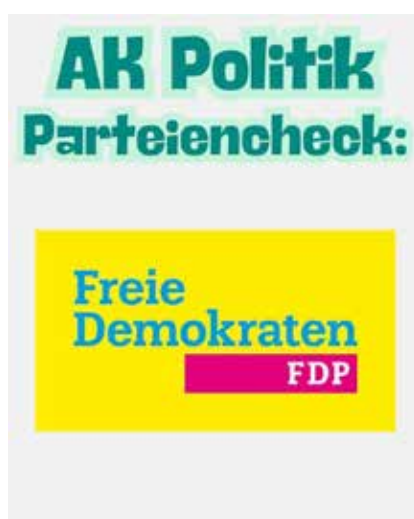 AK Politik
Parteiencheck:
Freie
Demokraten
FDP